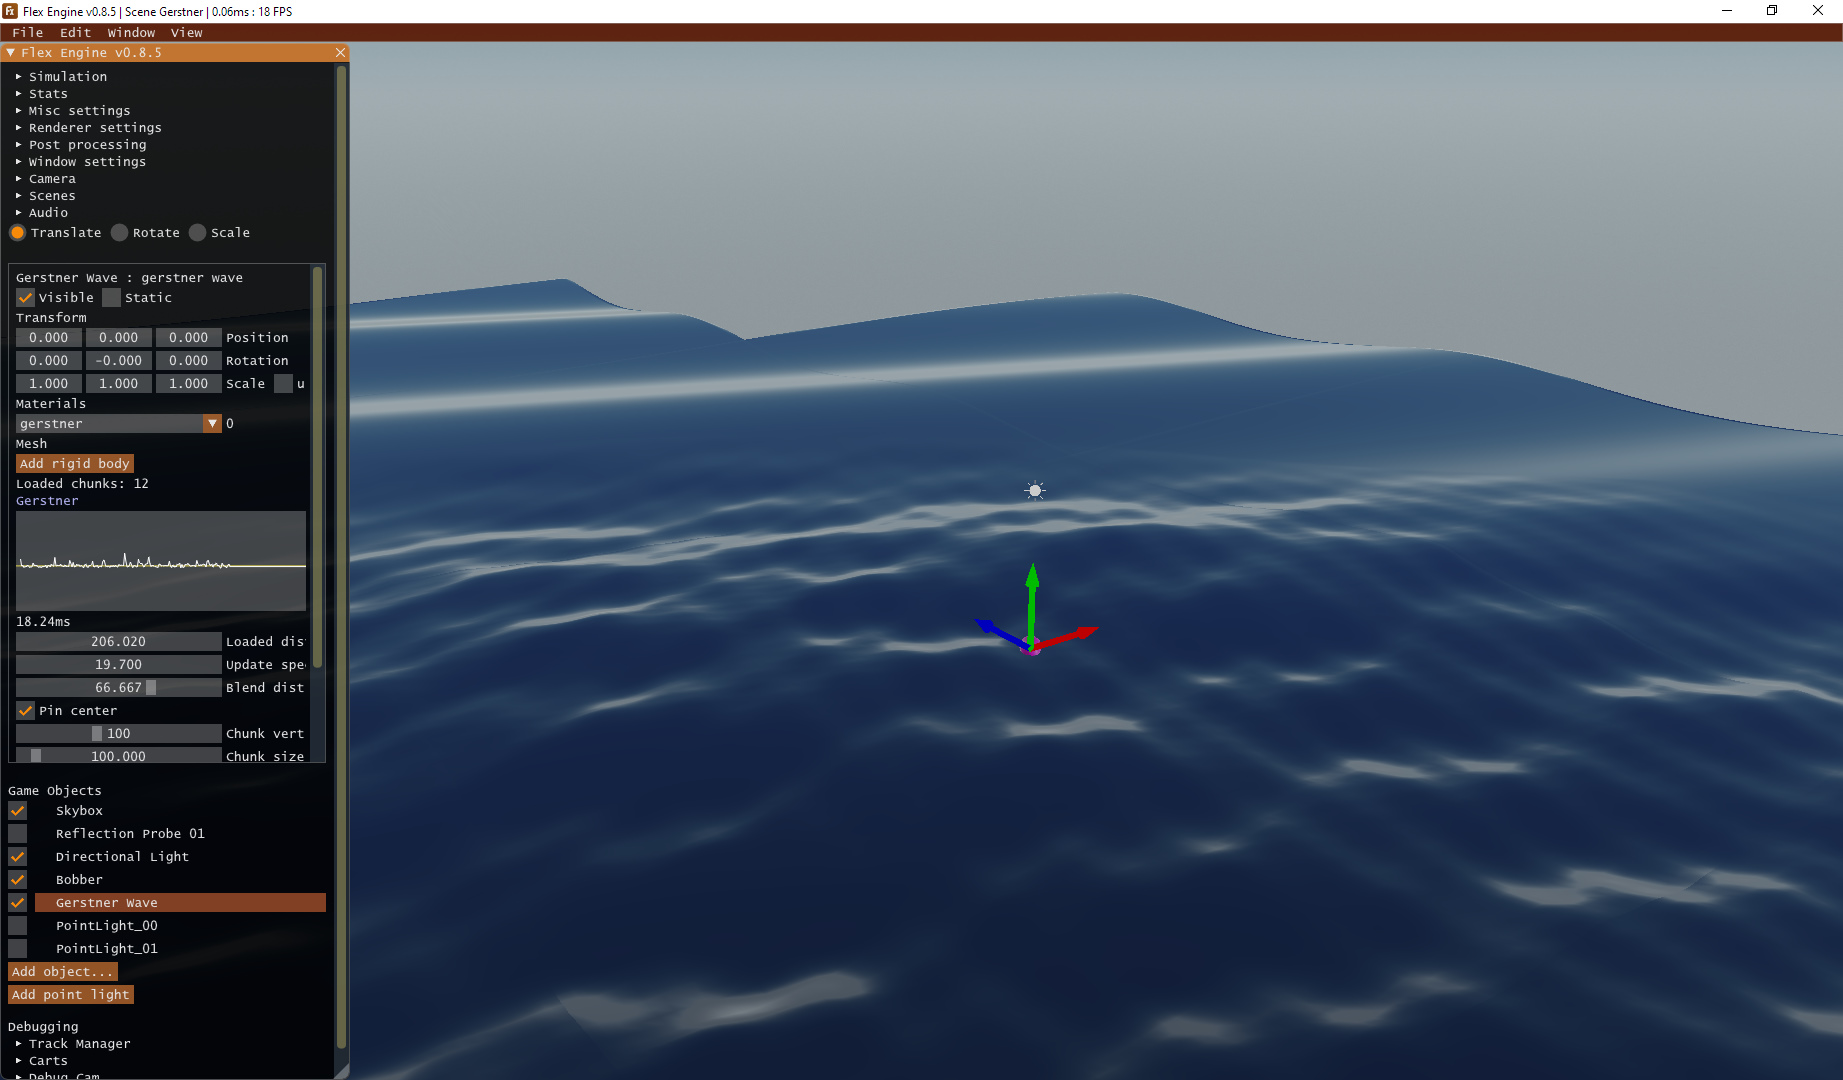 Flex Engine v0.8.5 | Scene Gerstner | 0.06ms : 18 FPS
File Edit Window View
Flex Engine v0.8.5
Simulation
Stats
Misc settings
Renderer settings
Post processing
Window settings
Camera
Scenes
Audio
Translate Rotate Scale
Gerstner Wave : gerstner wave
Visible Static
Transform
0.000 0.000 0.000 Position
0.000 -0.000 0.000 Rotation
1.000 1.000 1.000 Scale u
Materials
gerstner 0
Mesh
Add rigid body
Loaded chunks: 12
Gerstner
18.24ms
206.020 Loaded dis
19.700 Update spe
66.667 Blend dist
Pin center
100 Chunk vert
100.000 Chunk size
Game Objects
Skybox
Reflection Probe 01
Directional Light
Bobber
Gerstner Wave
PointLight_00
PointLight_01
Add object...
Add point light
Debugging
Track Manager
Carts
Debug Cam